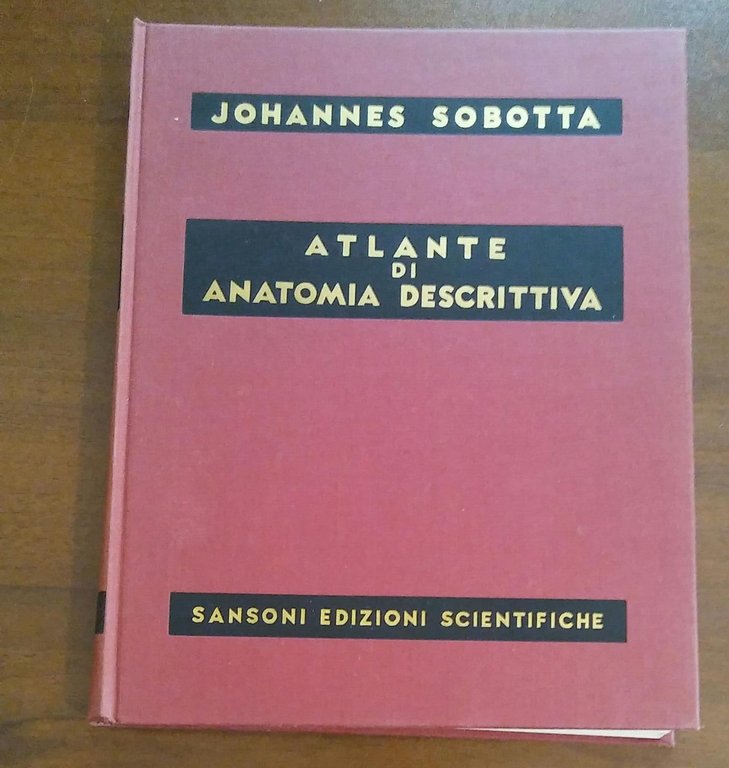 JOHANNES SOBOTTA
ATLANTE
DI
ANATOMIA DESCRITTIVA
SANSONI EDIZIONI SCIENTIFICHE